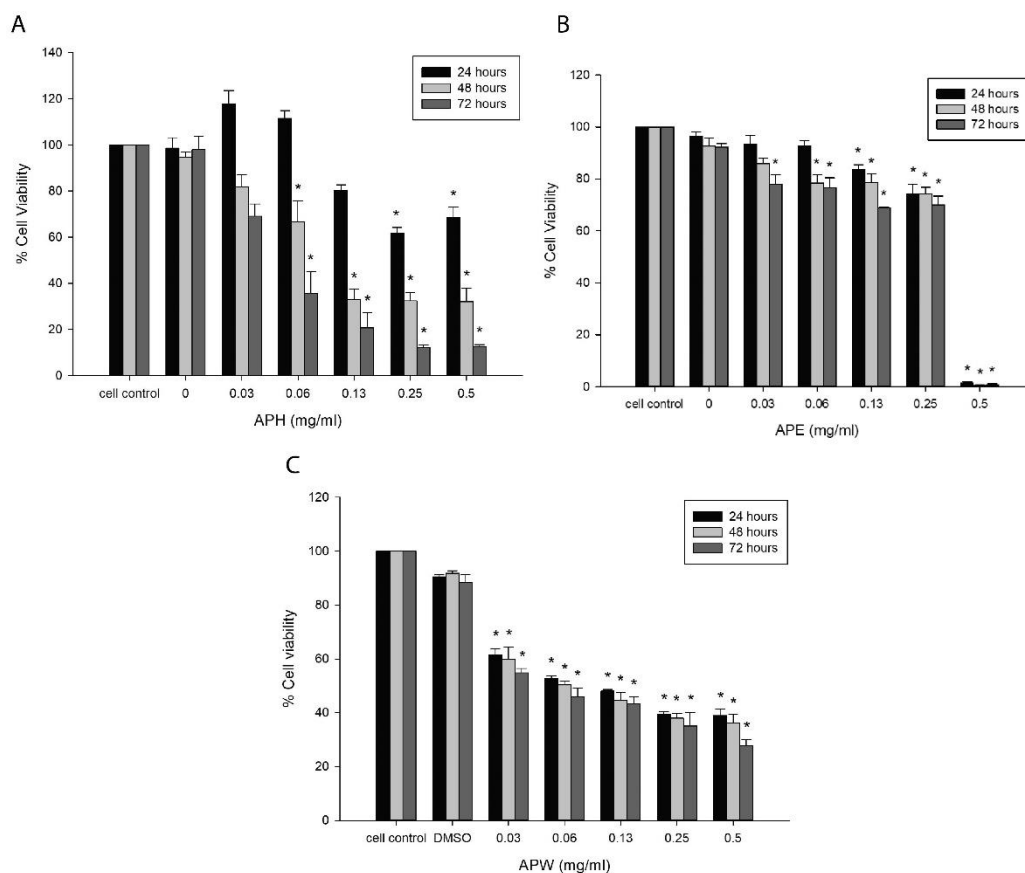 A
140
120
100
80
60
40
20
0
% Cell Viability
24 hours
48 hours
72 hours
* * * * * * * * * *
cell control 0 0.03 0.06 0.13 0.25 0.5
APH (mg/ml)
B
120
100
80
60
40
20
0
% Cell Viability
24 hours
48 hours
72 hours
* * * * * * * * * * * *
cell control 0 0.03 0.06 0.13 0.25 0.5
APE (mg/ml)
C
120
100
80
60
40
20
0
% Cell viability
24 hours
48 hours
72 hours
* * * * * * * * * * * * * * *
cell control DMSO 0.03 0.06 0.13 0.25 0.5
APW (mg/ml)